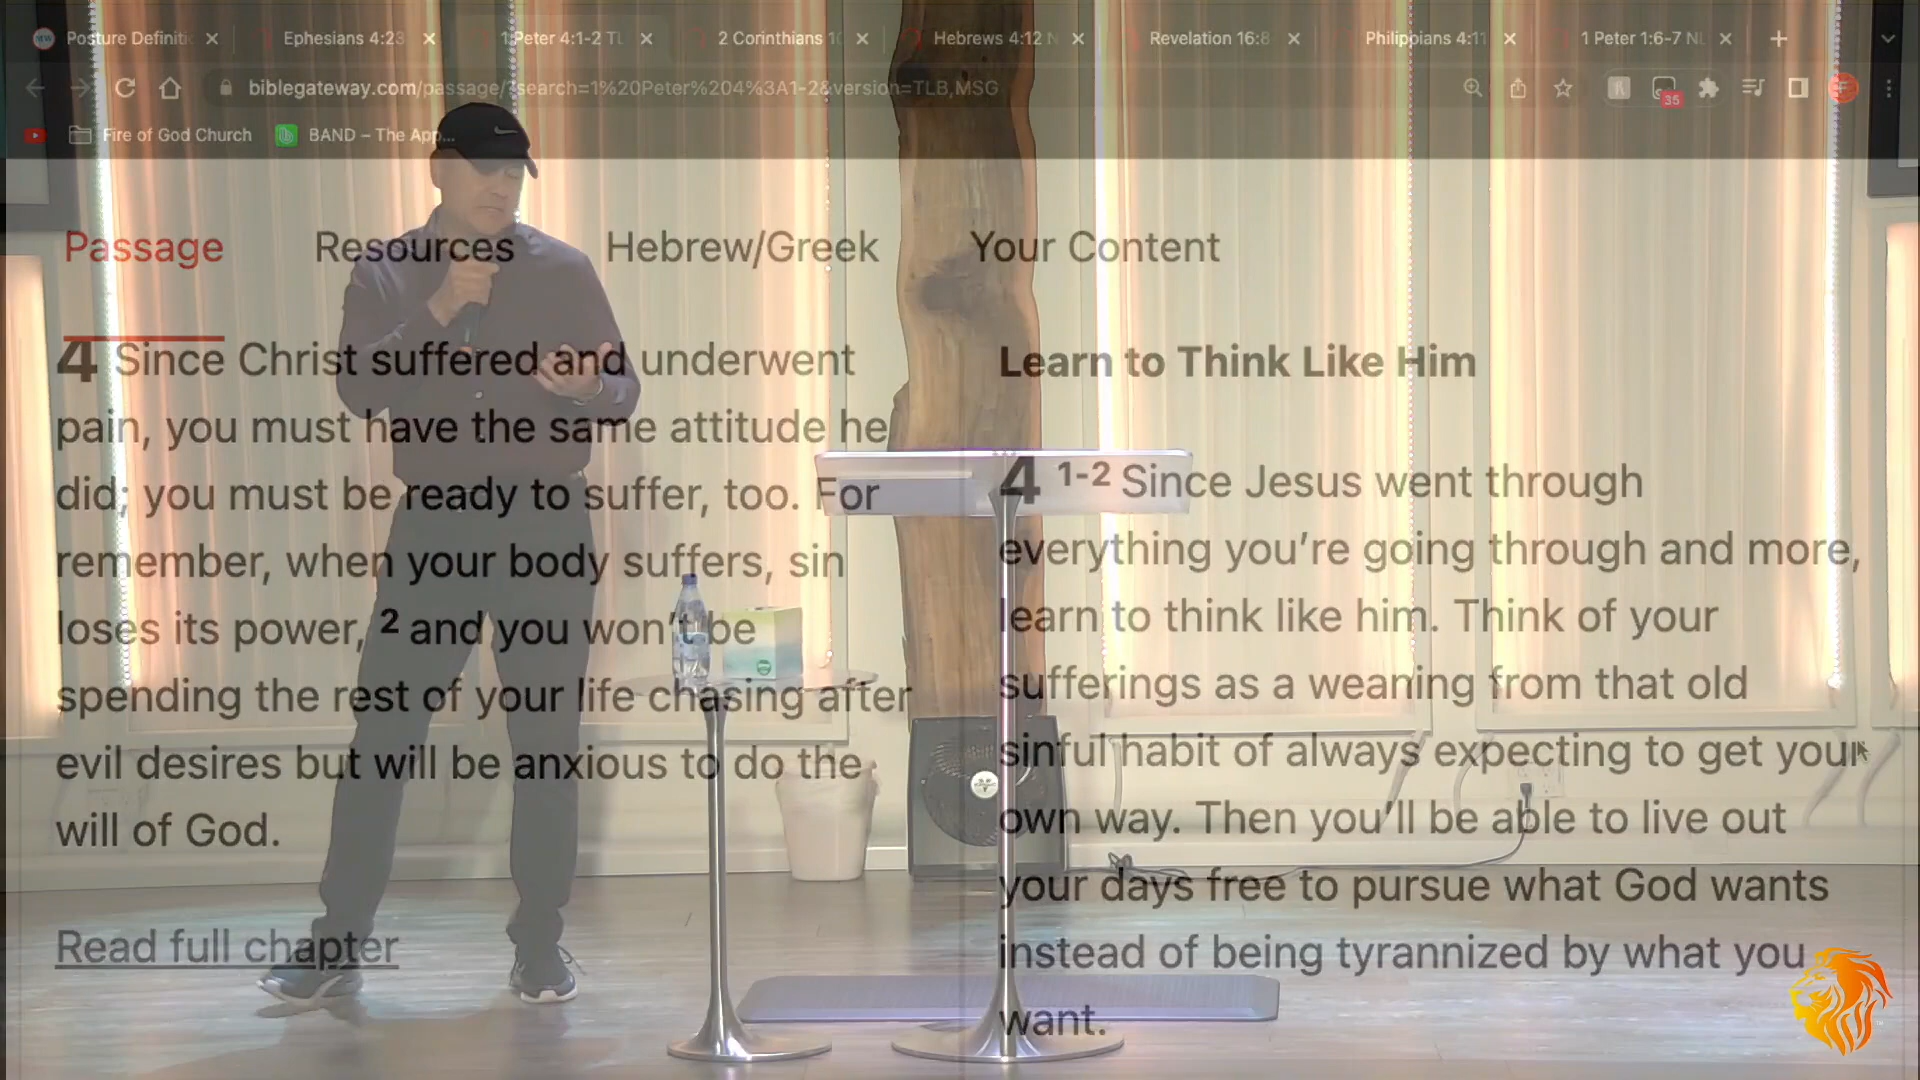 Posture Definiti
Ephesians 4:23
1 Peter 4:1-2 TL
2 Corinthians 10
Hebrews 4:12 N
Revelation 16:8
Philippians 4:11
1 Peter 1:6-7 NL
biblegateway.com/passage/?search=1%20Peter%204%3A1-2&version=TLB,MSG
35
Fire of God Church
BAND – The App...
Passage
Resources
Hebrew/Greek
Your Content
4 Since Christ suffered and underwent
pain, you must have the same attitude he
did; you must be ready to suffer, too. For
remember, when your body suffers, sin
loses its power, 2 and you won’t be
spending the rest of your life chasing after
evil desires but will be anxious to do the
will of God.
Read full chapter
Learn to Think Like Him
4 1-2 Since Jesus went through
everything you’re going through and more,
learn to think like him. Think of your
sufferings as a weaning from that old
sinful habit of always expecting to get your
own way. Then you’ll be able to live out
your days free to pursue what God wants
instead of being tyrannized by what you
want.